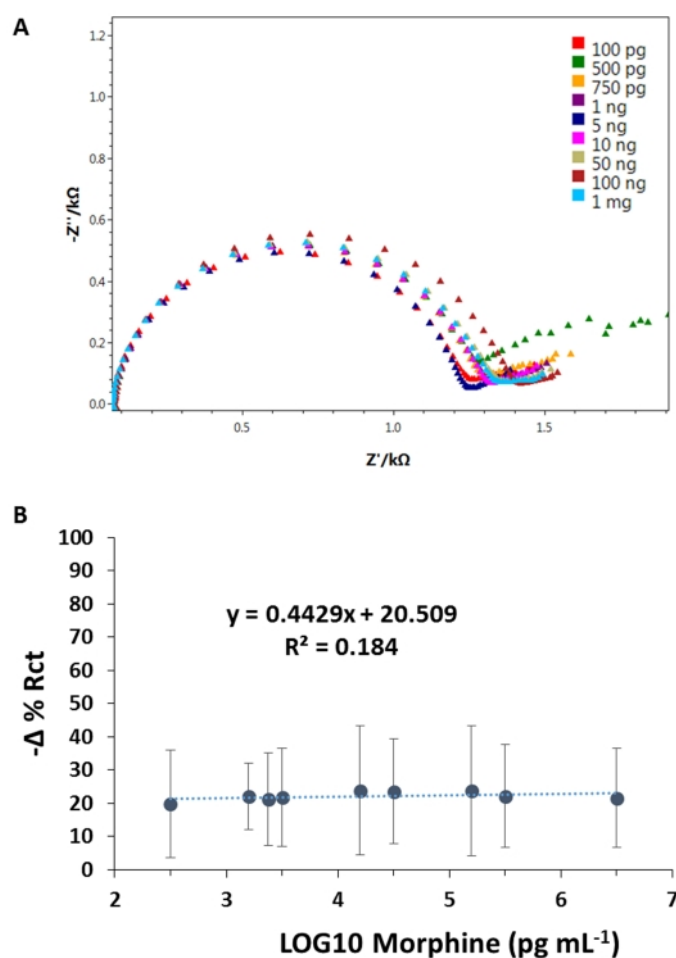 A
1.2
1.0
0.8
0.6
0.4
0.2
0.0
-Z''/kΩ
100 pg
500 pg
750 pg
1 ng
5 ng
10 ng
50 ng
100 ng
1 mg
0.5
1.0
1.5
Z'/kΩ
B
100
90
80
70
60
50
40
30
20
10
0
-Δ % Rct
y = 0.4429x + 20.509
R² = 0.184
2
3
4
5
6
7
LOG10 Morphine (pg mL⁻¹)